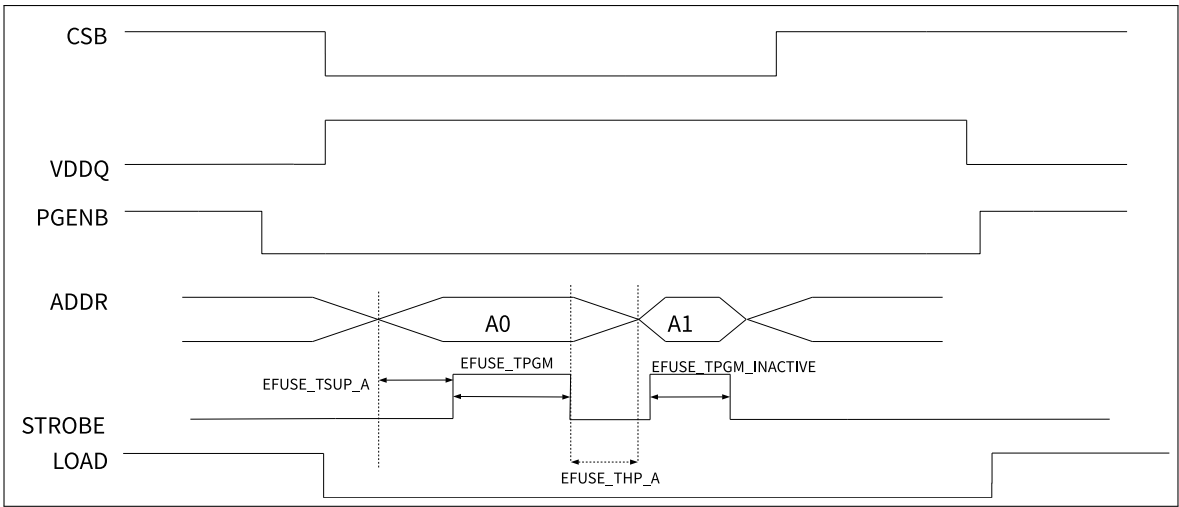 CSB
VDDQ
PGENB
ADDR
A0
A1
EFUSE_TPGM
EFUSE_TPGM_INACTIVE
EFUSE_TSUP_A
STROBE
LOAD
EFUSE_THP_A